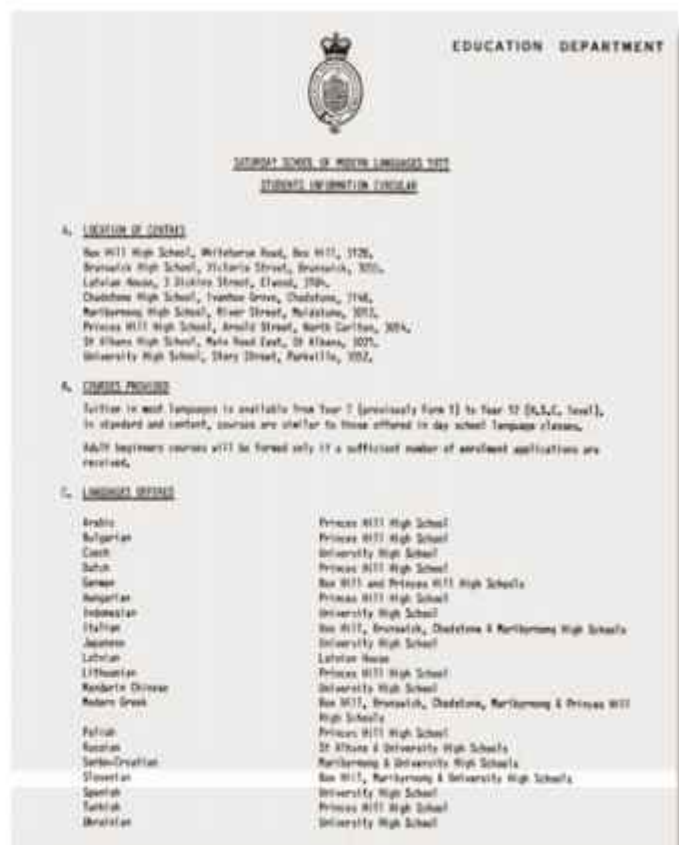 EDUCATION DEPARTMENT
SATURDAY SCHOOL OF MODERN LANGUAGES
STUDENTS INFORMATION CIRCULAR
A. LOCATION OF CENTRES
Box Hill High School, Whitehorse Road, Box Hill, 3128.
Brunswick High School, Victoria Street, Brunswick,
Latvian House, 3 Dickins Street, Elwood, 3184.
Chadstone High School, Ivanhoe Grove, Chadstone, 3148.
Maribyrnong High School, River Street, Maidstone, 3012.
Princes Hill High School, Arnold Street, North Carlton, 3054.
St Albans High School, Main Road East, St Albans, 3021.
University High School, Story Street, Parkville, 3052.
B. COURSES PROVIDED
Tuition in most languages is available from Year 7 (previously Form 1) to Year 12 (H.S.C. level).
In standard and content, courses are similar to those offered in day school language classes.
Adult beginners courses will be formed only if a sufficient number of enrolment applications are
received.
C. LANGUAGES OFFERED
Arabic Princes Hill High School
Bulgarian Princes Hill High School
Czech University High School
Dutch Princes Hill High School
German Box Hill and Princes Hill High Schools
Hungarian Princes Hill High School
Indonesian University High School
Italian Box Hill, Brunswick, Chadstone & Maribyrnong High Schools
Japanese University High School
Latvian Latvian House
Lithuanian Princes Hill High School
Mandarin Chinese University High School
Modern Greek Box Hill, Brunswick, Chadstone, Maribyrnong & Princes Hill
High Schools
Polish Princes Hill High School
Russian St Albans & University High Schools
Serbo-Croatian Maribyrnong & University High Schools
Slovenian Box Hill, Maribyrnong & University High Schools
Spanish University High School
Turkish Princes Hill High School
Ukrainian University High School